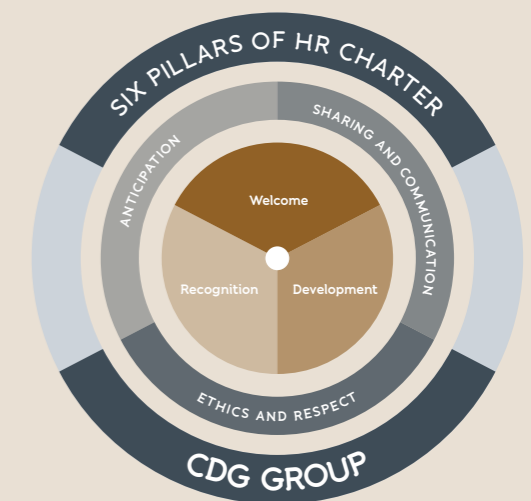 SIX PILLARS OF HR CHARTER
ANTICIPATION
SHARING AND COMMUNICATION
Welcome
Recognition
Development
ETHICS AND RESPECT
CDG GROUP